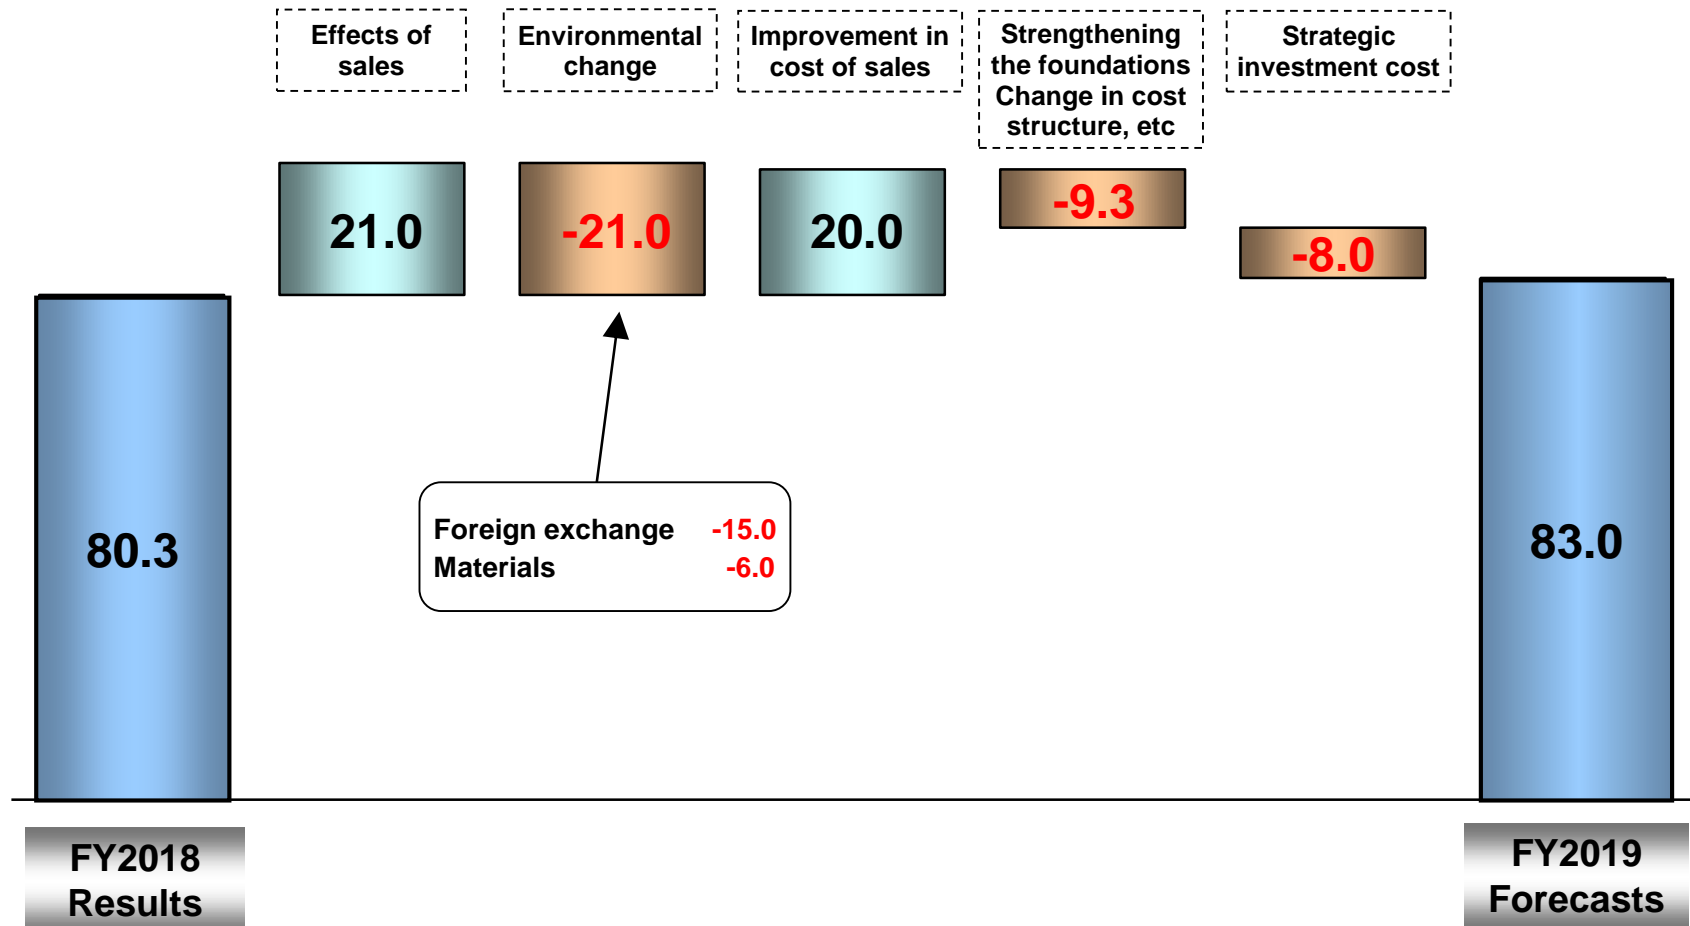 Effects of
sales
Environmental
change
Improvement in
cost of sales
Strengthening
the foundations
Change in cost
structure, etc
Strategic
investment cost
21.0
-21.0
20.0
-9.3
-8.0
80.3
Foreign exchange -15.0
Materials -6.0
83.0
FY2018
Results
FY2019
Forecasts